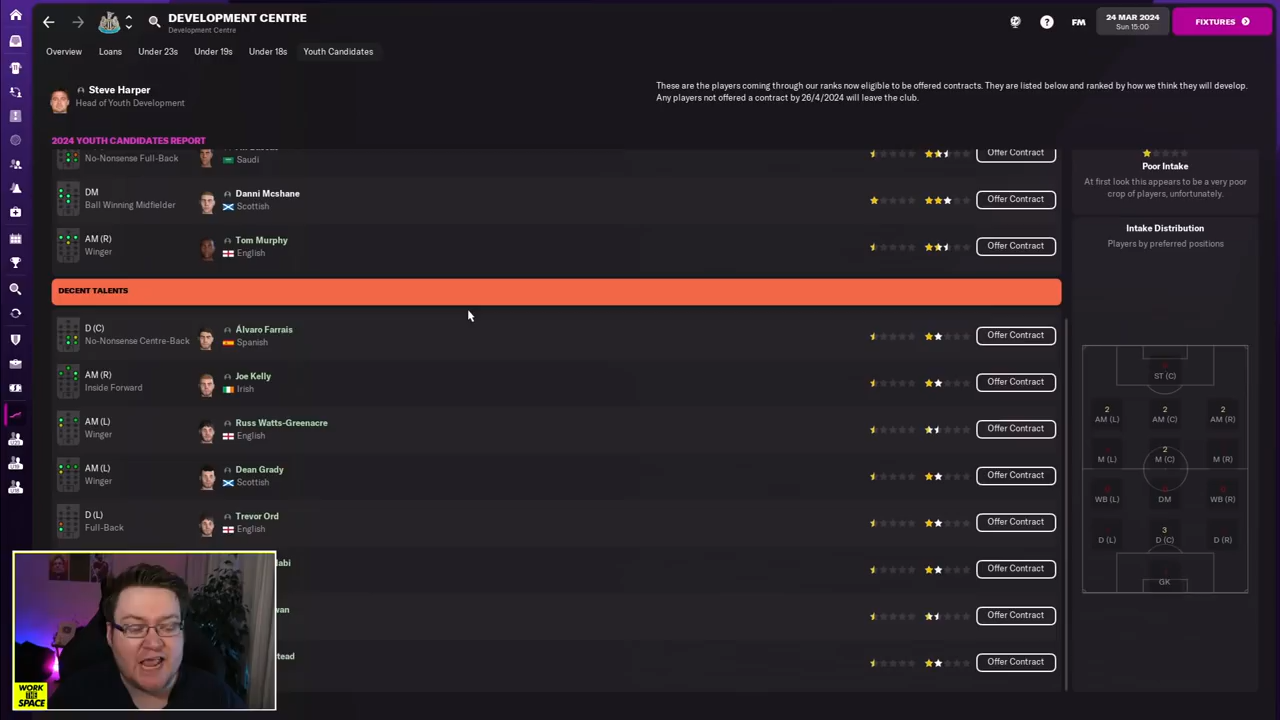 DEVELOPMENT CENTRE
Development Centre
FM
24 MAR 2024
Sun 15:00
FIXTURES
Overview
Loans
Under 23s
Under 19s
Under 18s
Youth Candidates
Steve Harper
Head of Youth Development
These are the players coming through our ranks now eligible to be offered contracts. They are listed below and ranked by how we think they will develop.
Any players not offered a contract by 26/4/2024 will leave the club.
2024 YOUTH CANDIDATES REPORT
No-Nonsense Full-Back
Saudi
Offer Contract
DM
Ball Winning Midfielder
Danni Mcshane
Scottish
Offer Contract
AM (R)
Winger
Tom Murphy
English
Offer Contract
DECENT TALENTS
D (C)
No-Nonsense Centre-Back
Álvaro Farrais
Spanish
Offer Contract
AM (R)
Inside Forward
Joe Kelly
Irish
Offer Contract
AM (L)
Winger
Russ Watts-Greenacre
English
Offer Contract
AM (L)
Winger
Dean Grady
Scottish
Offer Contract
D (L)
Full-Back
Trevor Ord
English
Offer Contract
Offer Contract
Offer Contract
Offer Contract
Poor Intake
At first look this appears to be a very poor
crop of players, unfortunately.
Intake Distribution
Players by preferred positions
ST (C)
2
AM (L)
2
AM (C)
2
AM (R)
M (L)
2
M (C)
M (R)
WB (L)
DM
WB (R)
D (L)
3
D (C)
D (R)
GK
WORK
THE
SPACE